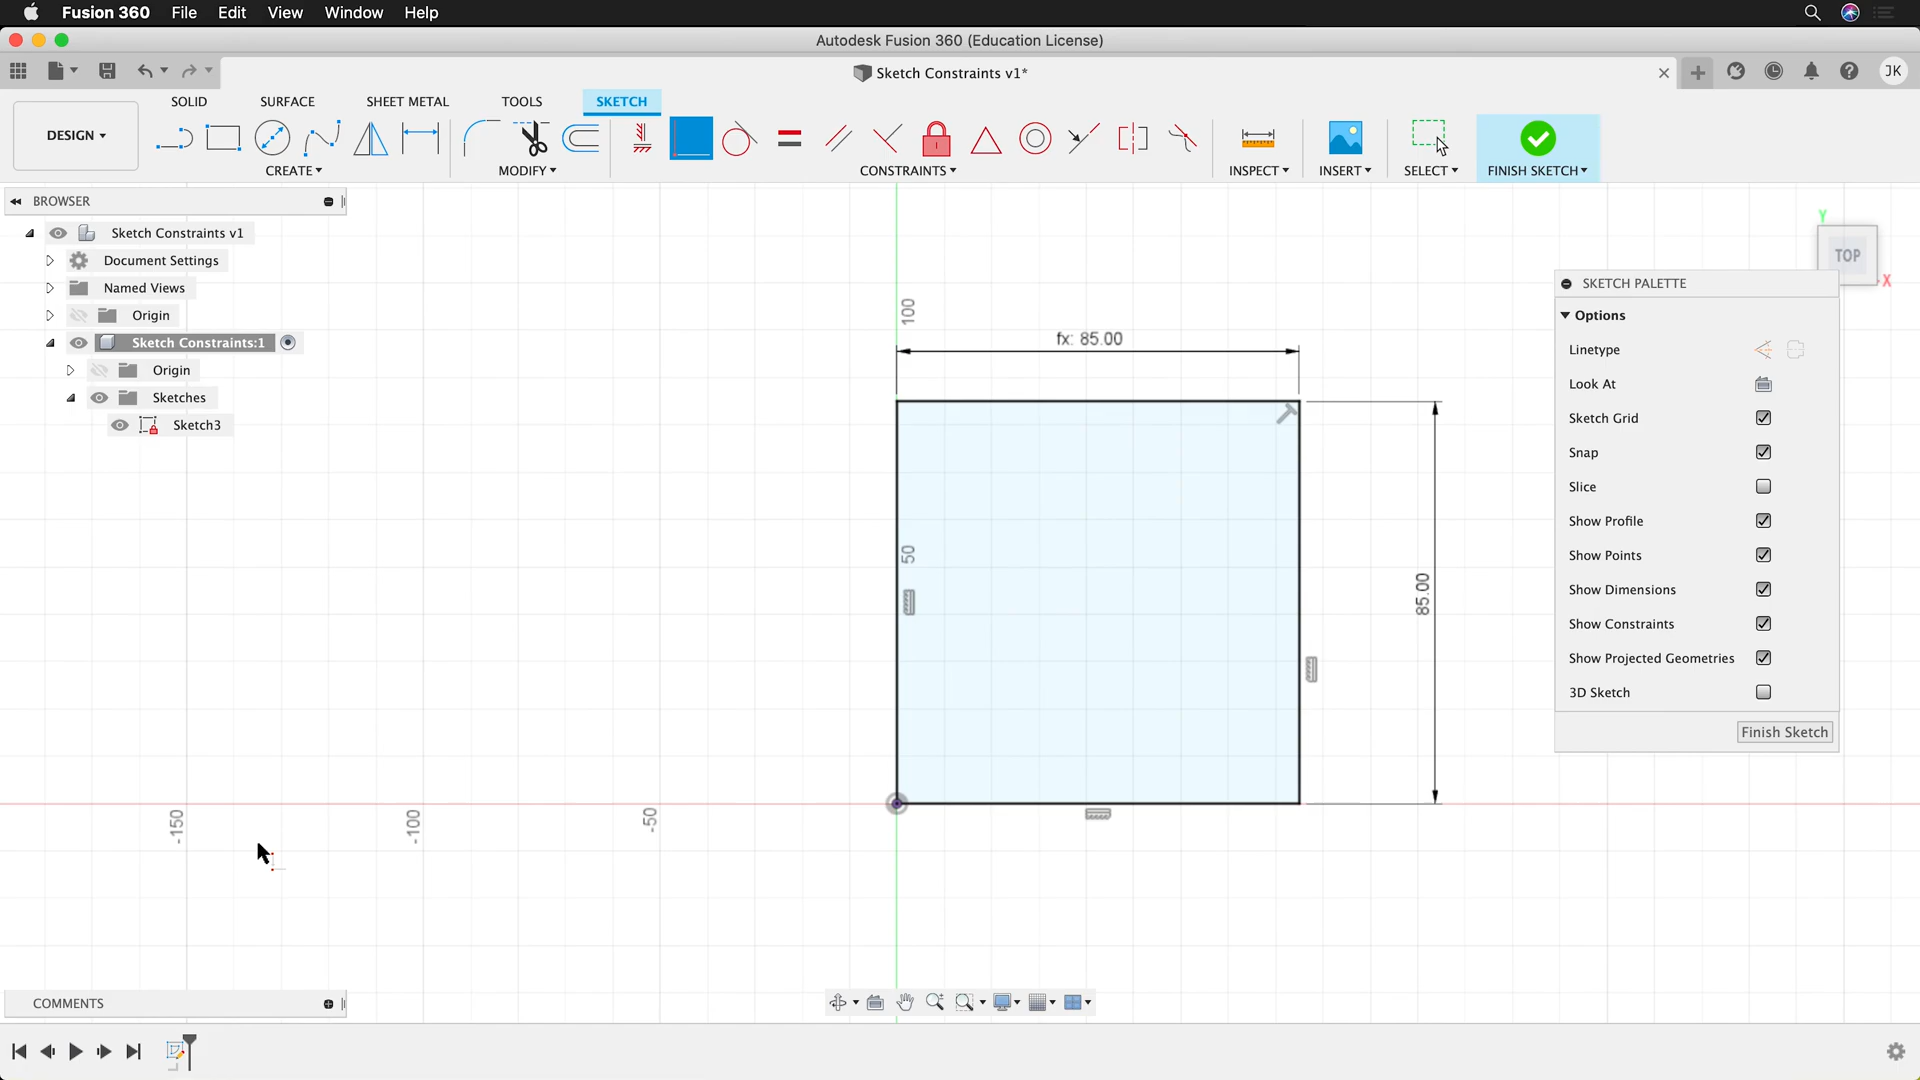 Fusion 360 File Edit View Window Help
Autodesk Fusion 360 (Education License)
Sketch Constraints v1*
JK
DESIGN
SOLID SURFACE SHEET METAL TOOLS SKETCH
CREATE MODIFY CONSTRAINTS INSPECT INSERT SELECT FINISH SKETCH
BROWSER
Sketch Constraints v1
Document Settings
Named Views
Origin
Sketch Constraints:1
Origin
Sketches
Sketch3
Y
TOP
X
100
fx: 85.00
50
85.00
-150
-100
-50
SKETCH PALETTE
Options
Linetype
Look At
Sketch Grid
Snap
Slice
Show Profile
Show Points
Show Dimensions
Show Constraints
Show Projected Geometries
3D Sketch
Finish Sketch
COMMENTS